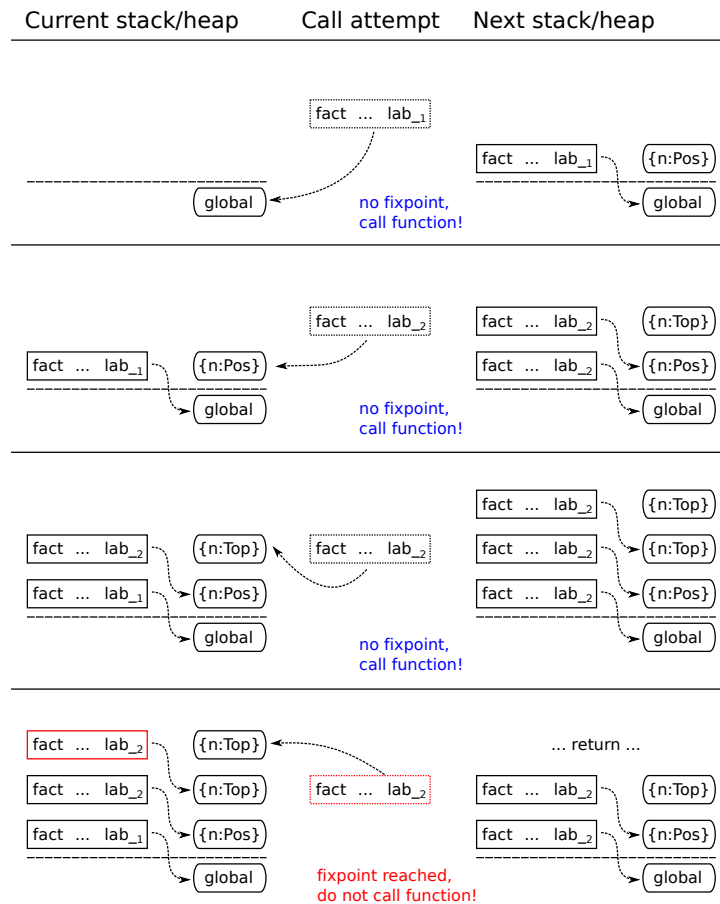 Current stack/heap Call attempt Next stack/heap
fact ... lab_1
fact ... lab_1 {n:Pos}
global global
no fixpoint,
call function!
fact ... lab_2 fact ... lab_2 {n:Top}
fact ... lab_1 {n:Pos} fact ... lab_2 {n:Pos}
global global
no fixpoint,
call function!
fact ... lab_2 {n:Top}
fact ... lab_2 {n:Top} fact ... lab_2 fact ... lab_2 {n:Top}
fact ... lab_1 {n:Pos} fact ... lab_2 {n:Pos}
global global
no fixpoint,
call function!
fact ... lab_2 {n:Top} ... return ...
fact ... lab_2 {n:Top} fact ... lab_2 fact ... lab_2 {n:Top}
fact ... lab_1 {n:Pos} fact ... lab_2 {n:Pos}
global global
fixpoint reached,
do not call function!